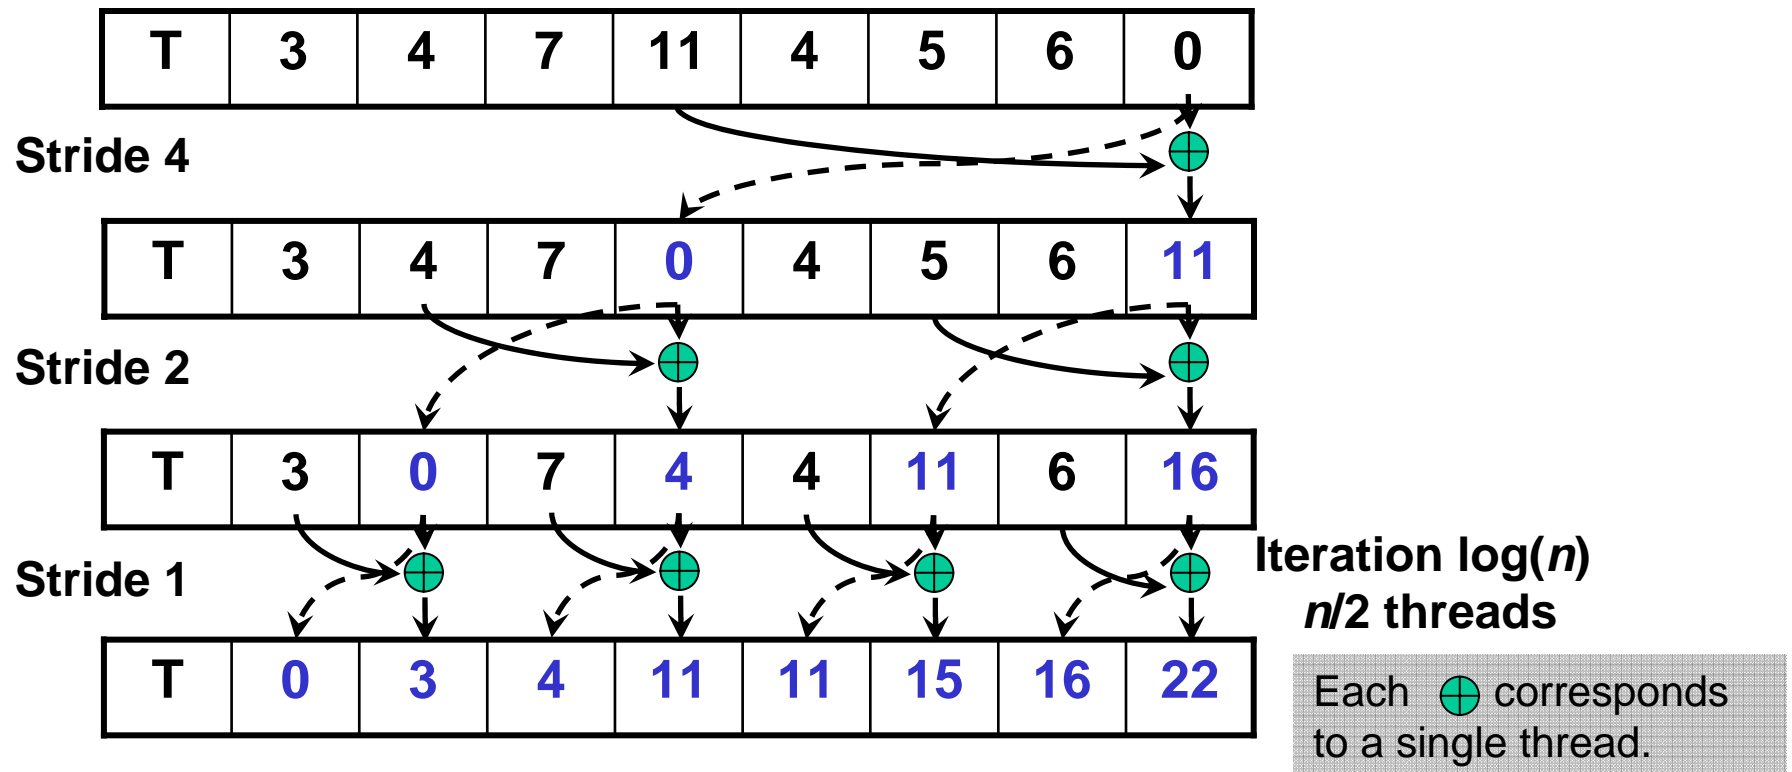 T 3 4 7 11 4 5 6 0
Stride 4
T 3 4 7 0 4 5 6 11
Stride 2
T 3 0 7 4 4 11 6 16
Stride 1
Iteration log(n)
n/2 threads
T 0 3 4 11 11 15 16 22
Each corresponds
to a single thread.